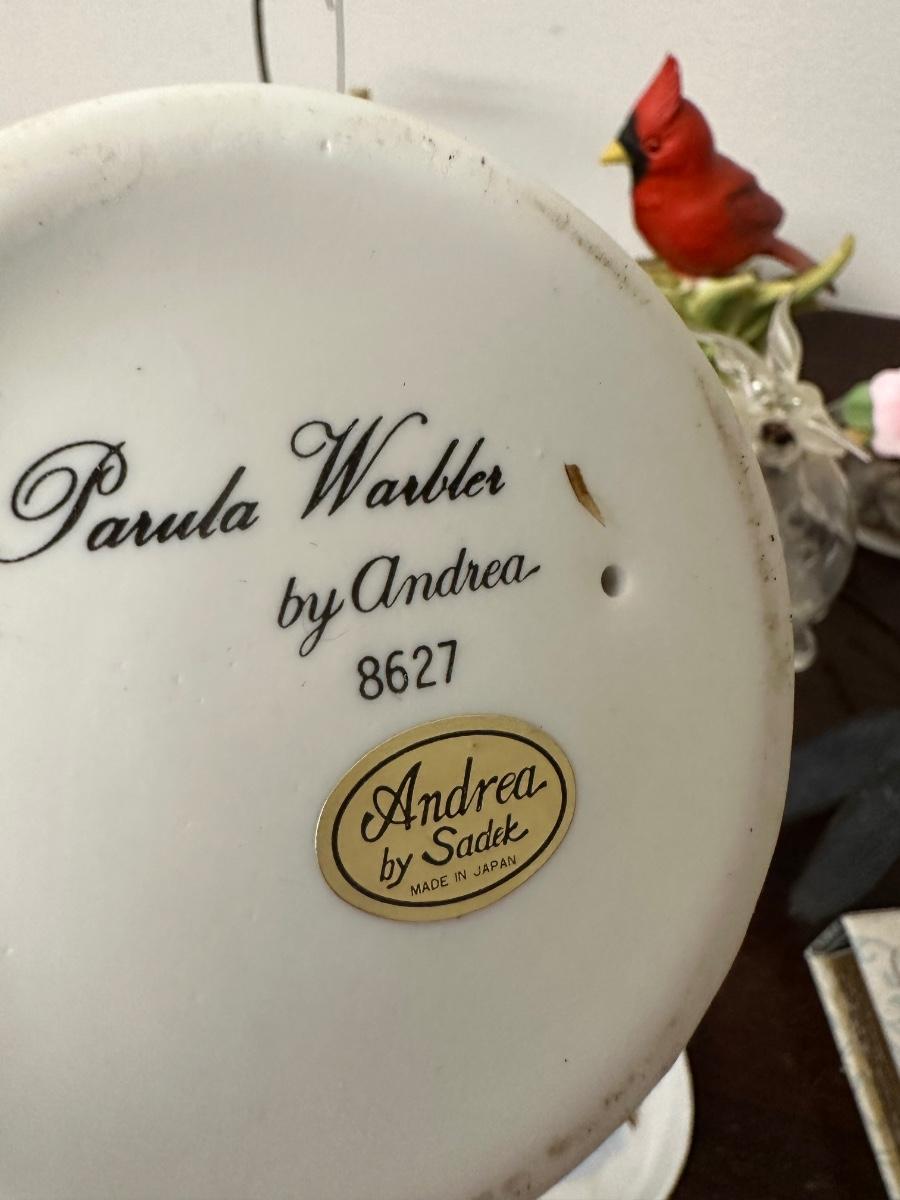 Parula Warbler
by Andrea
8627
Andrea
by Sadek
MADE IN JAPAN